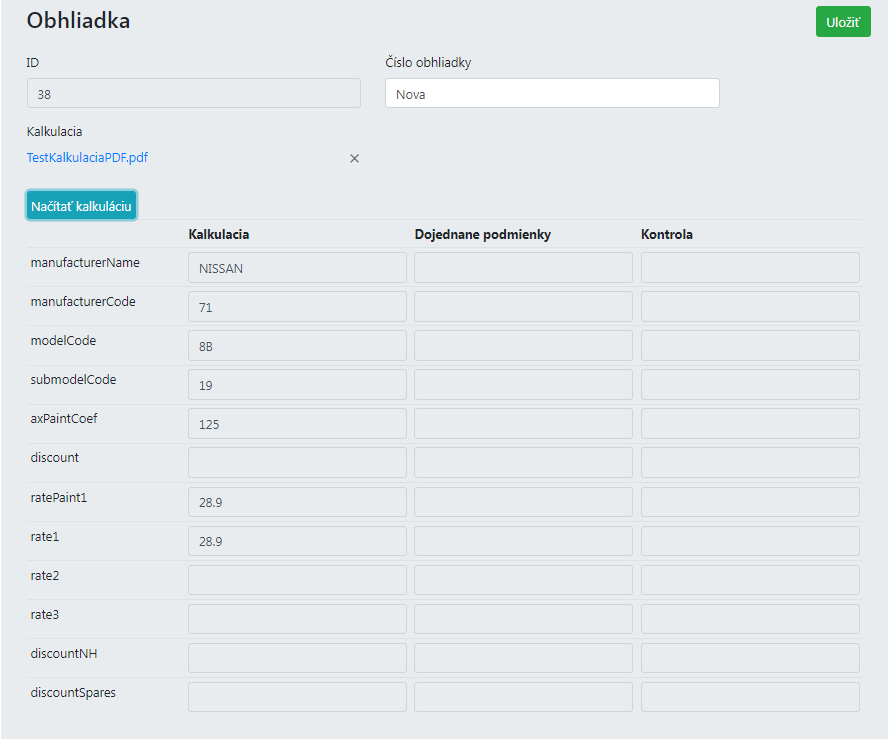 Obhliadka
Uložiť
ID
Číslo obhliadky
38
Nova
Kalkulacia
TestKalkulaciaPDF.pdf ×
Načítať kalkuláciu
Kalkulacia Dojednane podmienky Kontrola
manufacturerName NISSAN
manufacturerCode 71
modelCode 8B
submodelCode 19
axPaintCoef 125
discount
ratePaint1 28.9
rate1 28.9
rate2
rate3
discountNH
discountSpares